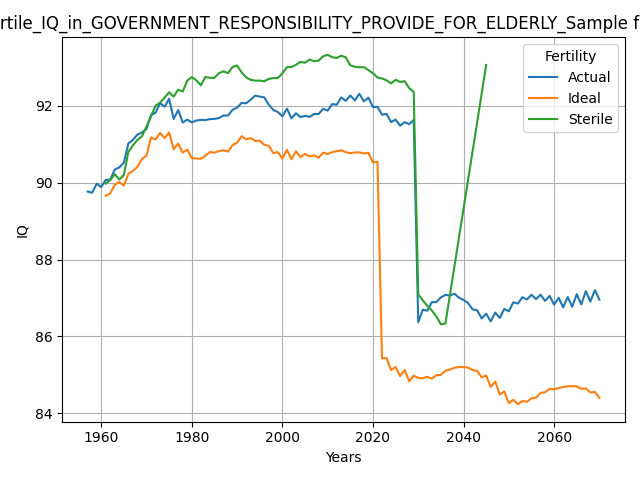 rtile_IQ_in_GOVERNMENT_RESPONSIBILITY_PROVIDE_FOR_ELDERLY_Sample f
Fertility
Actual
Ideal
Sterile
IQ
92
90
88
86
84
1960 1980 2000 2020 2040 2060
Years